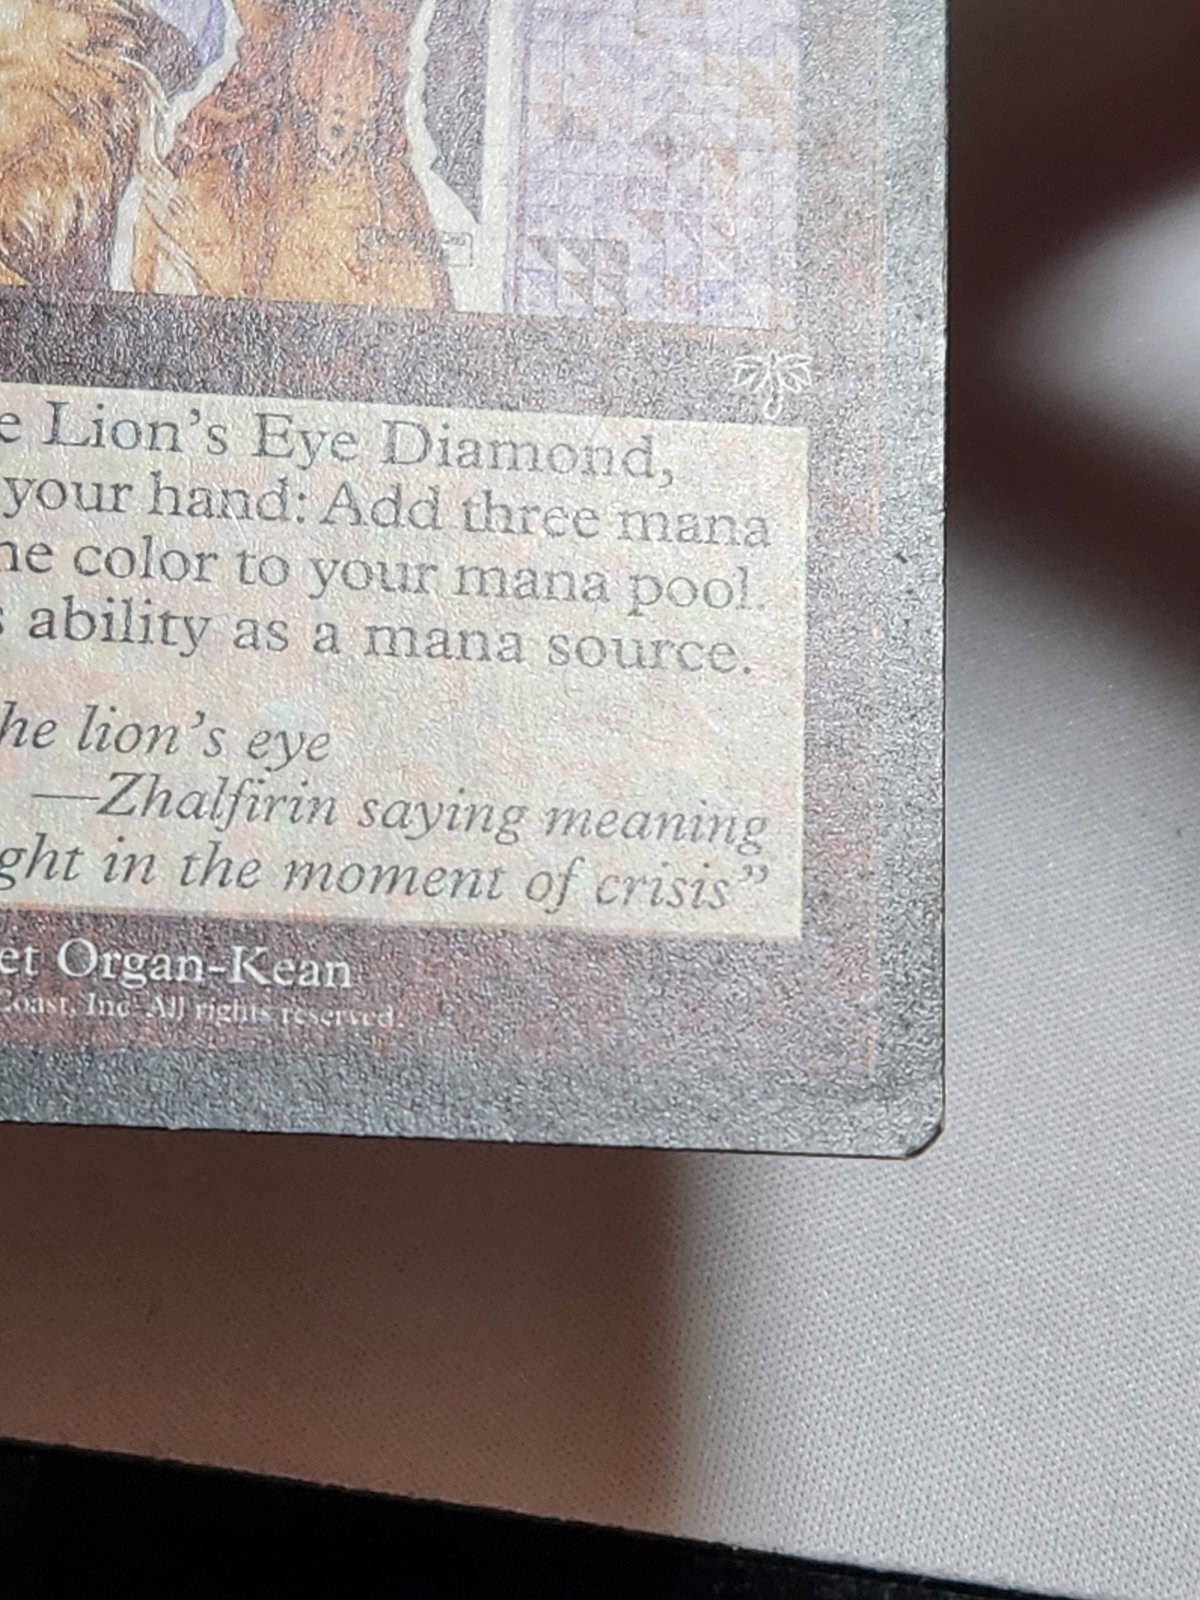 e Lion's Eye Diamond,
your hand: Add three mana
ne color to your mana pool.
s ability as a mana source.
he lion's eye
—Zhalfirin saying meaning
ght in the moment of crisis"
et Organ-Kean
Coast, Inc. All rights reserved.